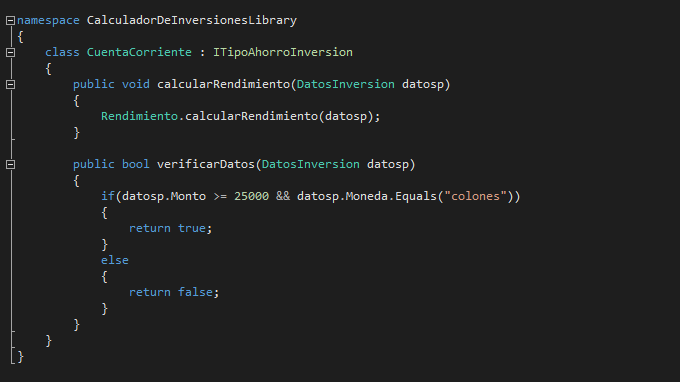 namespace CalculadorDeInversionesLibrary
{
    class CuentaCorriente : ITipoAhorroInversion
    {
        public void calcularRendimiento(DatosInversion datosp)
        {
            Rendimiento.calcularRendimiento(datosp);
        }

        public bool verificarDatos(DatosInversion datosp)
        {
            if(datosp.Monto >= 25000 && datosp.Moneda.Equals("colones"))
            {
                return true;
            }
            else
            {
                return false;
            }
        }
    }
}